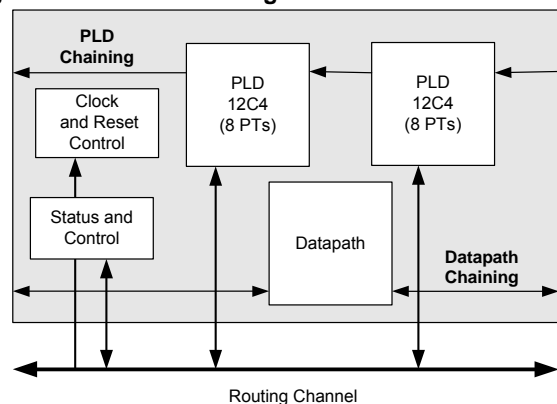 PLD
Chaining
PLD
12C4
(8 PTs)
PLD
12C4
(8 PTs)
Clock
and Reset
Control
Status and
Control
Datapath
Datapath
Chaining
Routing Channel